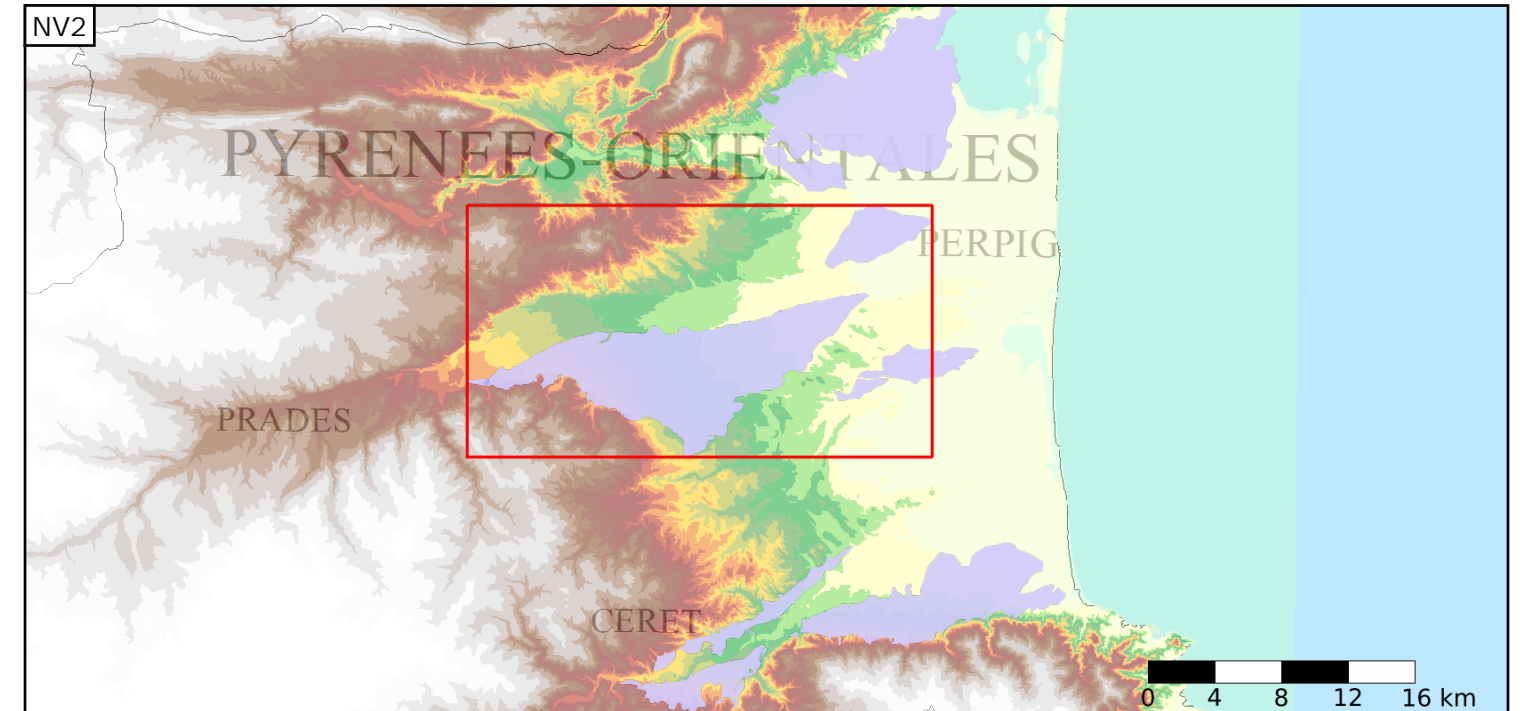 NV2
PYRENEES-ORIENTALES
PERPIG
PRADES
CERET
0 4 8 12 16 km